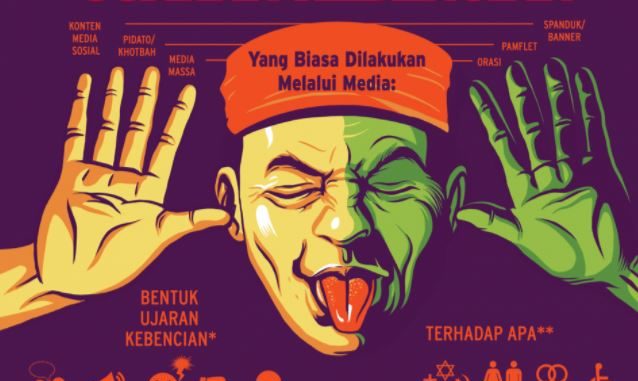 KONTEN
MEDIA
SOSIAL
PIDATO/
KHOTBAH
MEDIA
MASSA
Yang Biasa Dilakukan
Melalui Media:
ORASI
PAMFLET
SPANDUK/
BANNER
BENTUK
UJARAN
KEBENCIAN*
TERHADAP APA**